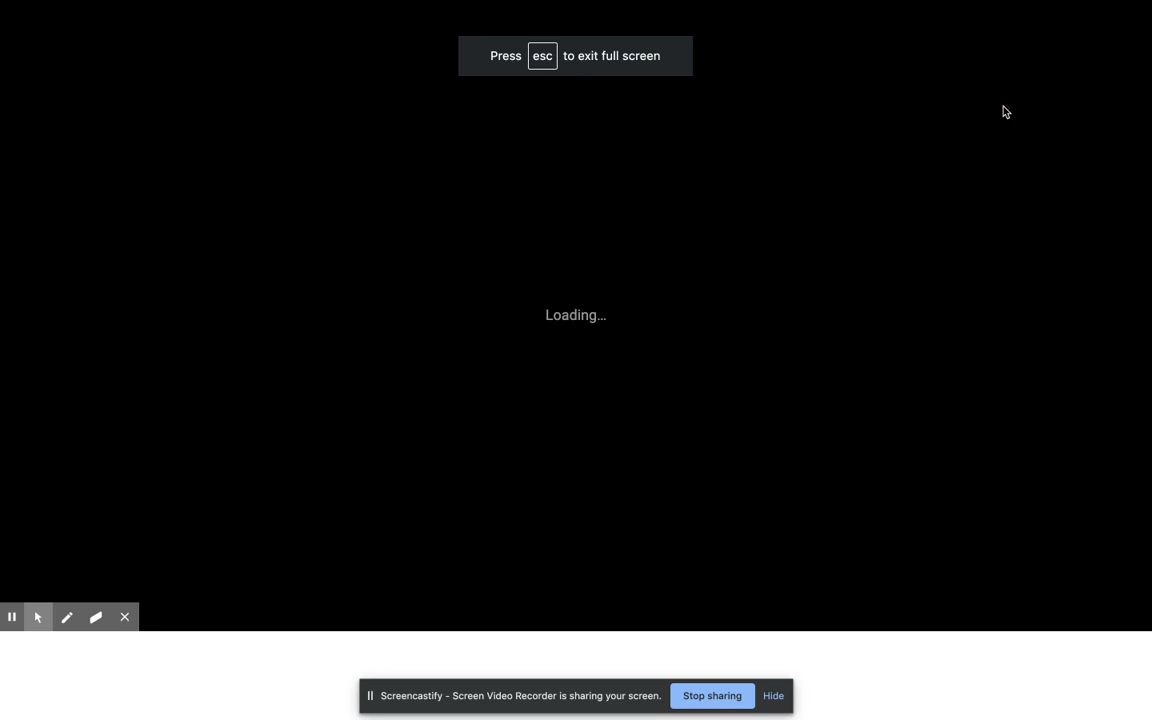 Press esc to exit full screen
Loading...
Screencastify - Screen Video Recorder is sharing your screen. Stop sharing Hide